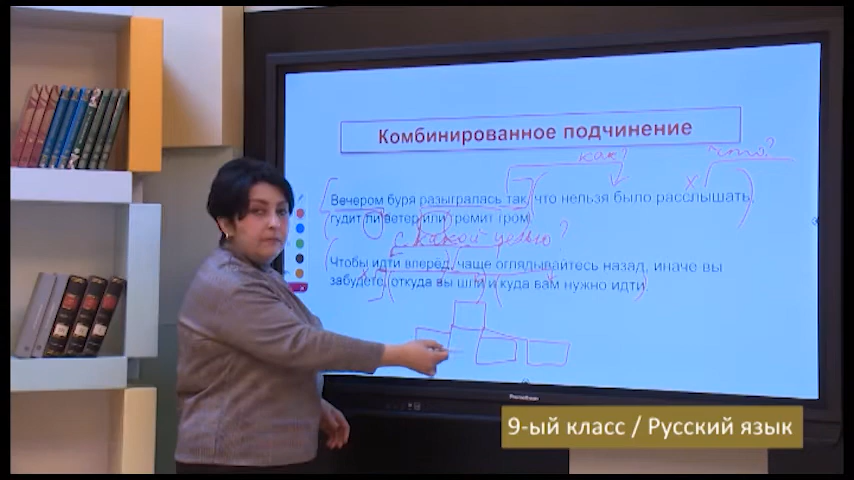 Комбинированное подчинение
как? что?
Вечером буря разыгралась так, что нельзя было расслышать,
гудит ли ветер или гремит гром.
с какой целью?
Чтобы идти вперёд, чаще оглядывайтесь назад, иначе вы
забудете, откуда вы шли и куда вам нужно идти
9-ый класс / Русский язык